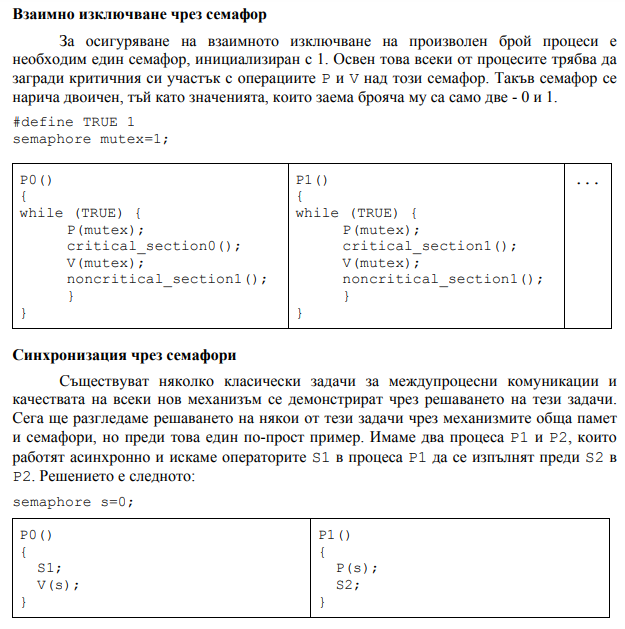 Взаимно изключване чрез семафор
За осигуряване на взаимното изключване на произволен брой процеси е
необходим един семафор, инициализиран с 1. Освен това всеки от процесите трябва да
загради критичния си участък с операциите P и V над този семафор. Такъв семафор се
нарича двоичен, тъй като значенията, които заема брояча му са само две - 0 и 1.
#define TRUE 1
semaphore mutex=1;
P0()
{
while (TRUE) {
P(mutex);
critical_section0();
V(mutex);
noncritical_section1();
}
}
P1()
{
while (TRUE) {
P(mutex);
critical_section1();
V(mutex);
noncritical_section1();
}
}
...
Синхронизация чрез семафори
Съществуват няколко класически задачи за междупроцесни комуникации и
качествата на всеки нов механизъм се демонстрират чрез решаването на тези задачи.
Сега ще разгледаме решаването на някои от тези задачи чрез механизмите обща памет
и семафори, но преди това един по-прост пример. Имаме два процеса P1 и P2, които
работят асинхронно и искаме операторите S1 в процеса P1 да се изпълнят преди S2 в
P2. Решението е следното:
semaphore s=0;
P0()
{
S1;
V(s);
}
P1()
{
P(s);
S2;
}